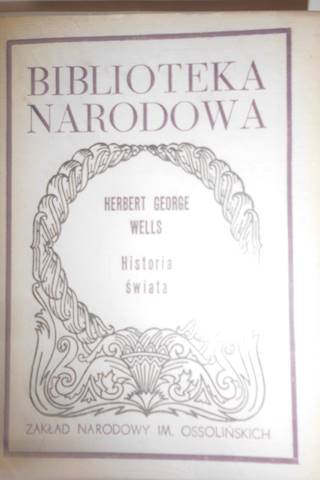 BIBLIOTEKA
NARODOWA
HERBERT GEORGE
WELLS
Historia
świata
ZAKŁAD NARODOWY IM. OSSOLIŃSKICH